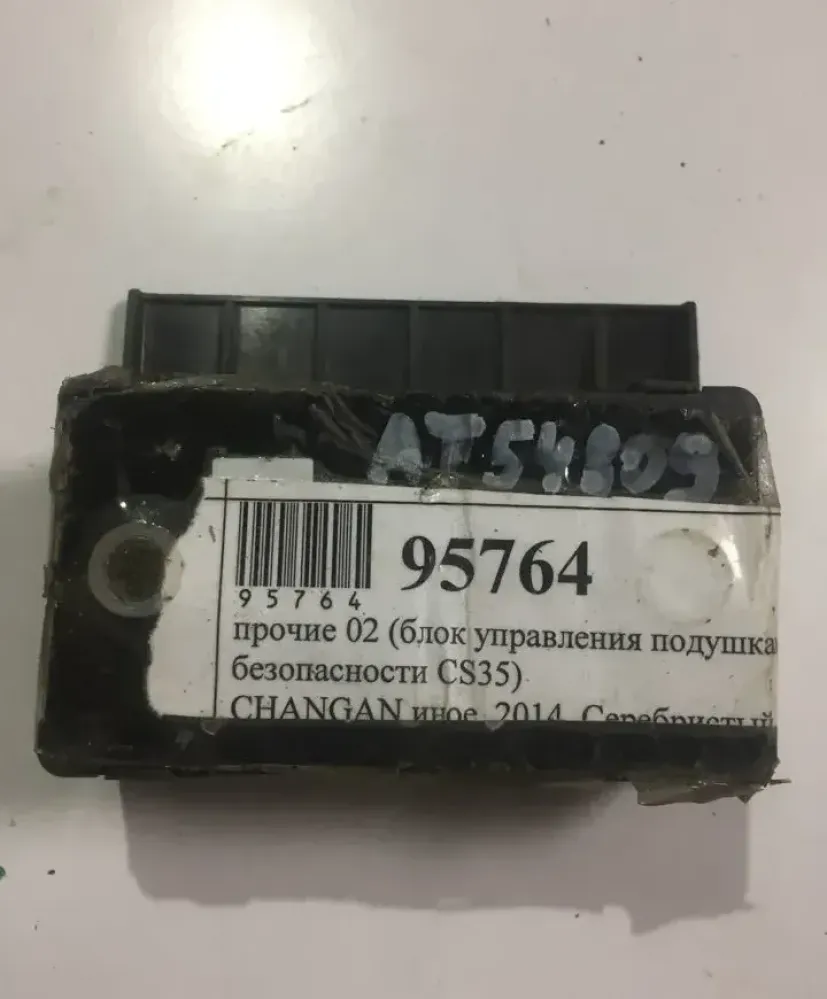 AT54809
95764
95764
прочие 02 (блок управления подушка
безопасности CS35)
CHANGAN иное, 2014, Серебристый